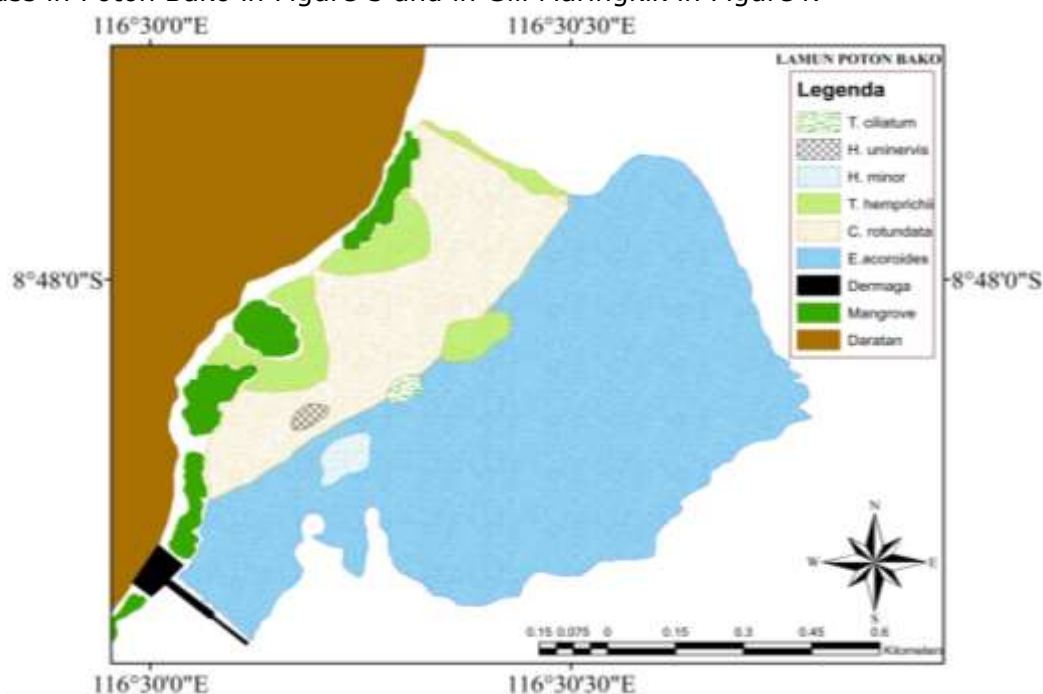 in Poton Bako in Figure 3 and in Gili Maringkik in Figure 4.
116°30'0"E 116°30'30"E
LAMUN POTON BAKO
Legenda
T. ciliatum
H. uninervis
H. minor
T. hemprichii
C. rotundata
E.acoroides
Dermaga
Mangrove
Daratan
8°48'0"S 8°48'0"S
N
W E
S
0.15 0.075 0 0.15 0.3 0.45 0.6
Kilometers
116°30'0"E 116°30'30"E